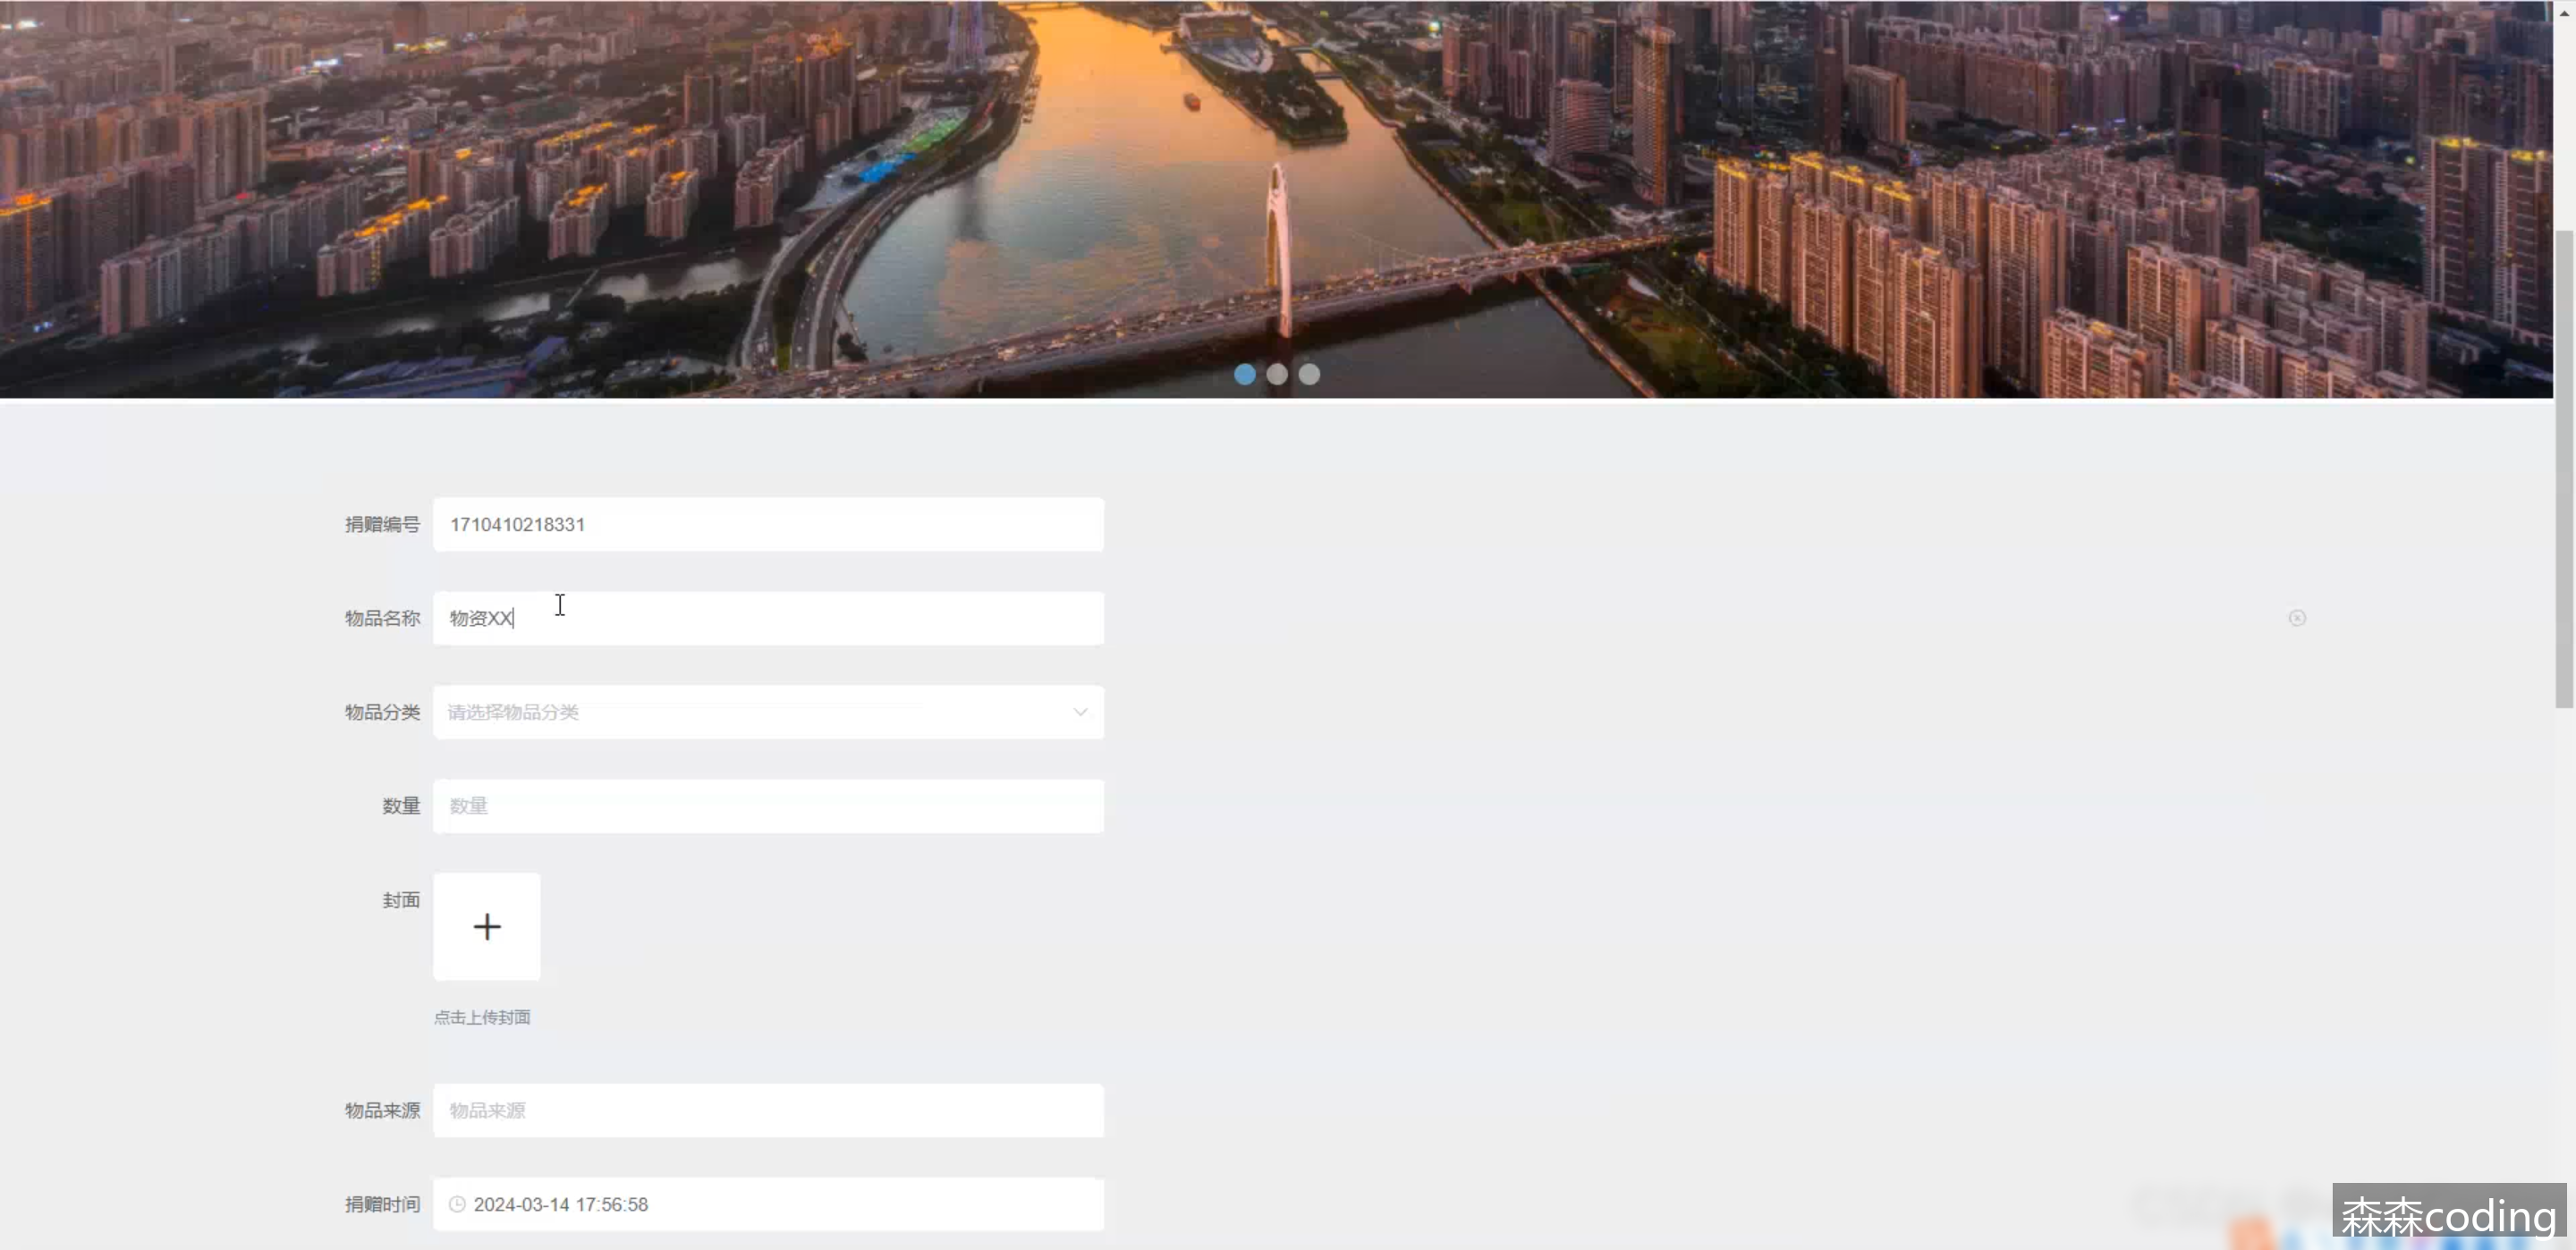 捐赠编号 1710410218331
物品名称 物资XX
物品分类 请选择物品分类
数量 数量
封面
点击上传封面
物品来源 物品来源
捐赠时间 2024-03-14 17:56:58
森森coding